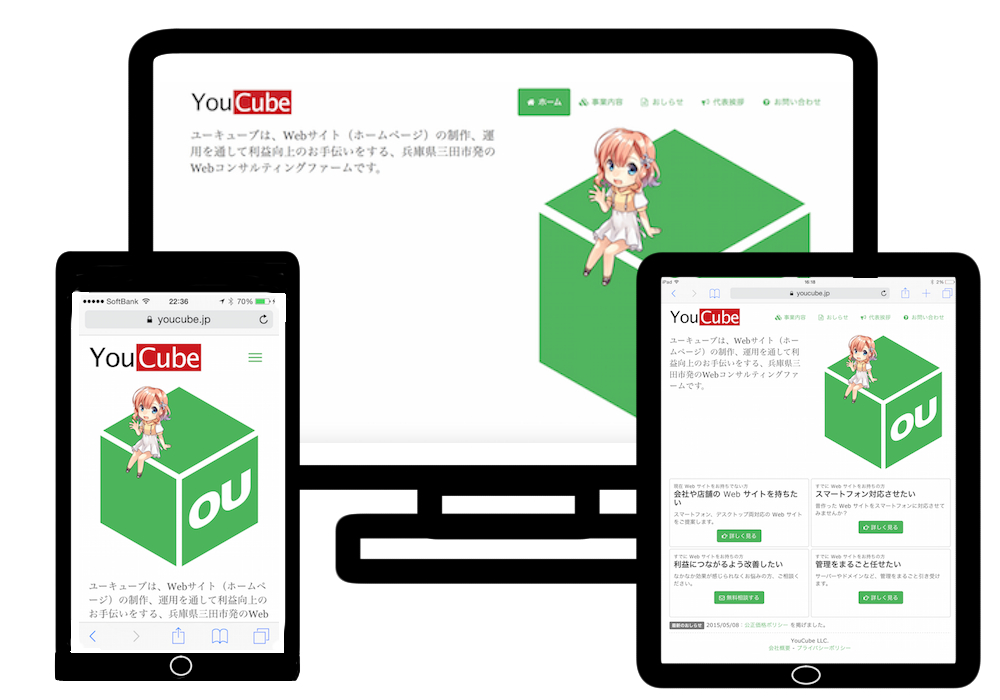 YouCube
ホーム 事業内容 おしらせ 代表挨拶 お問い合わせ
ユーキューブは、Webサイト（ホームページ）の制作、運
用を通して利益向上のお手伝いをする、兵庫県三田市発の
Webコンサルティングファームです。
SoftBank 22:36 70%
youcube.jp
YouCube
OU
ユーキューブは、Webサイト（ホームペ
ージ）の制作、運用を通して利益向上の
お手伝いをする、兵庫県三田市発のWeb
iPad 16:18 2%
youcube.jp
YouCube
事業内容 おしらせ 代表挨拶 お問い合わせ
ユーキューブは、Webサイト（ホー
ムページ）の制作、運用を通して利
益向上のお手伝いをする、兵庫県三
田市発のWebコンサルティングファ
ームです。
OU
現在 Web サイトをお持ちでない方
会社や店舗の Web サイトを持ちた
い
スマートフォン、デスクトップ両対応の Web サイト
をご提案します。
詳しく見る
すでに Web サイトをお持ちの方
スマートフォン対応させたい
昔作った Web サイトをスマートフォンに対応させて
みませんか？
詳しく見る
すでに Web サイトをお持ちの方
利益につながるよう改善したい
なかなか効果が感じられなくお悩みの方、ご相談く
ださい。
無料相談する
すでに Web サイトをお持ちの方
管理をまるごと任せたい
サーバーやドメインなど、管理をまるごと引き受け
ます。
詳しく見る
最新のおしらせ 2015/05/08：公正価格ポリシー を掲げました。
YouCube LLC.
会社概要 – プライバシーポリシー